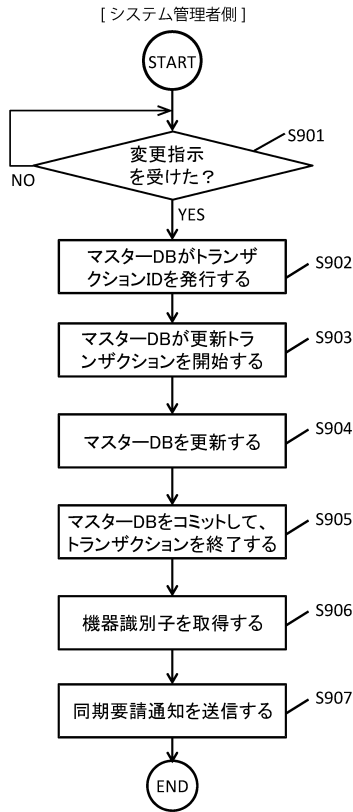 [ システム管理者側 ]
START
変更指示
を受けた？
S901
NO
YES
マスターDBがトランザ
クションIDを発行する
S902
マスターDBが更新トラ
ンザクションを開始する
S903
マスターDBを更新する
S904
マスターDBをコミットして、
トランザクションを終了する
S905
機器識別子を取得する
S906
同期要請通知を送信する
S907
END